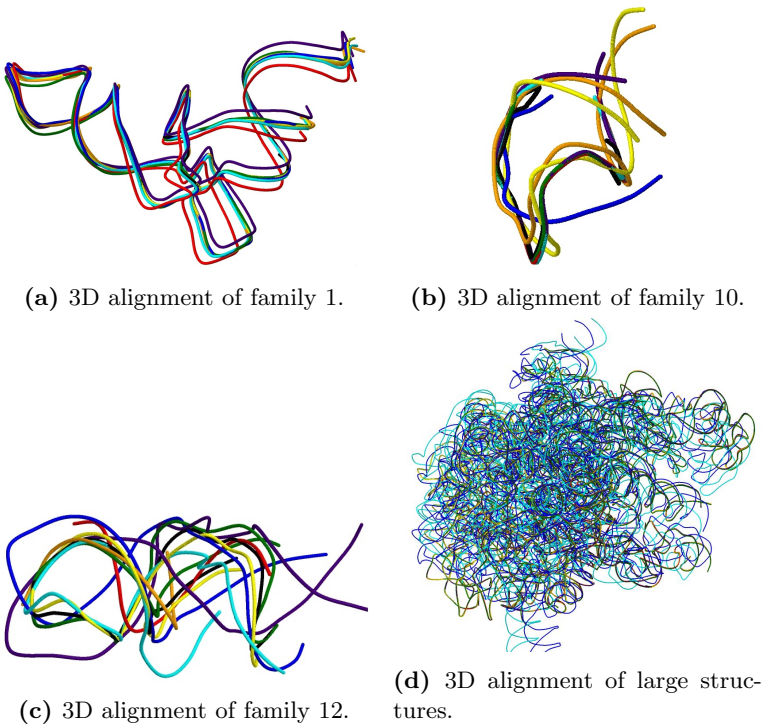 (a) 3D alignment of family 1.
(b) 3D alignment of family 10.
(c) 3D alignment of family 12.
(d) 3D alignment of large struc-
tures.